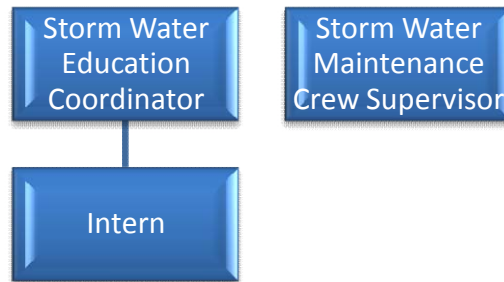 Storm Water
Education
Coordinator
Storm Water
Maintenance
Crew Supervisor
Intern